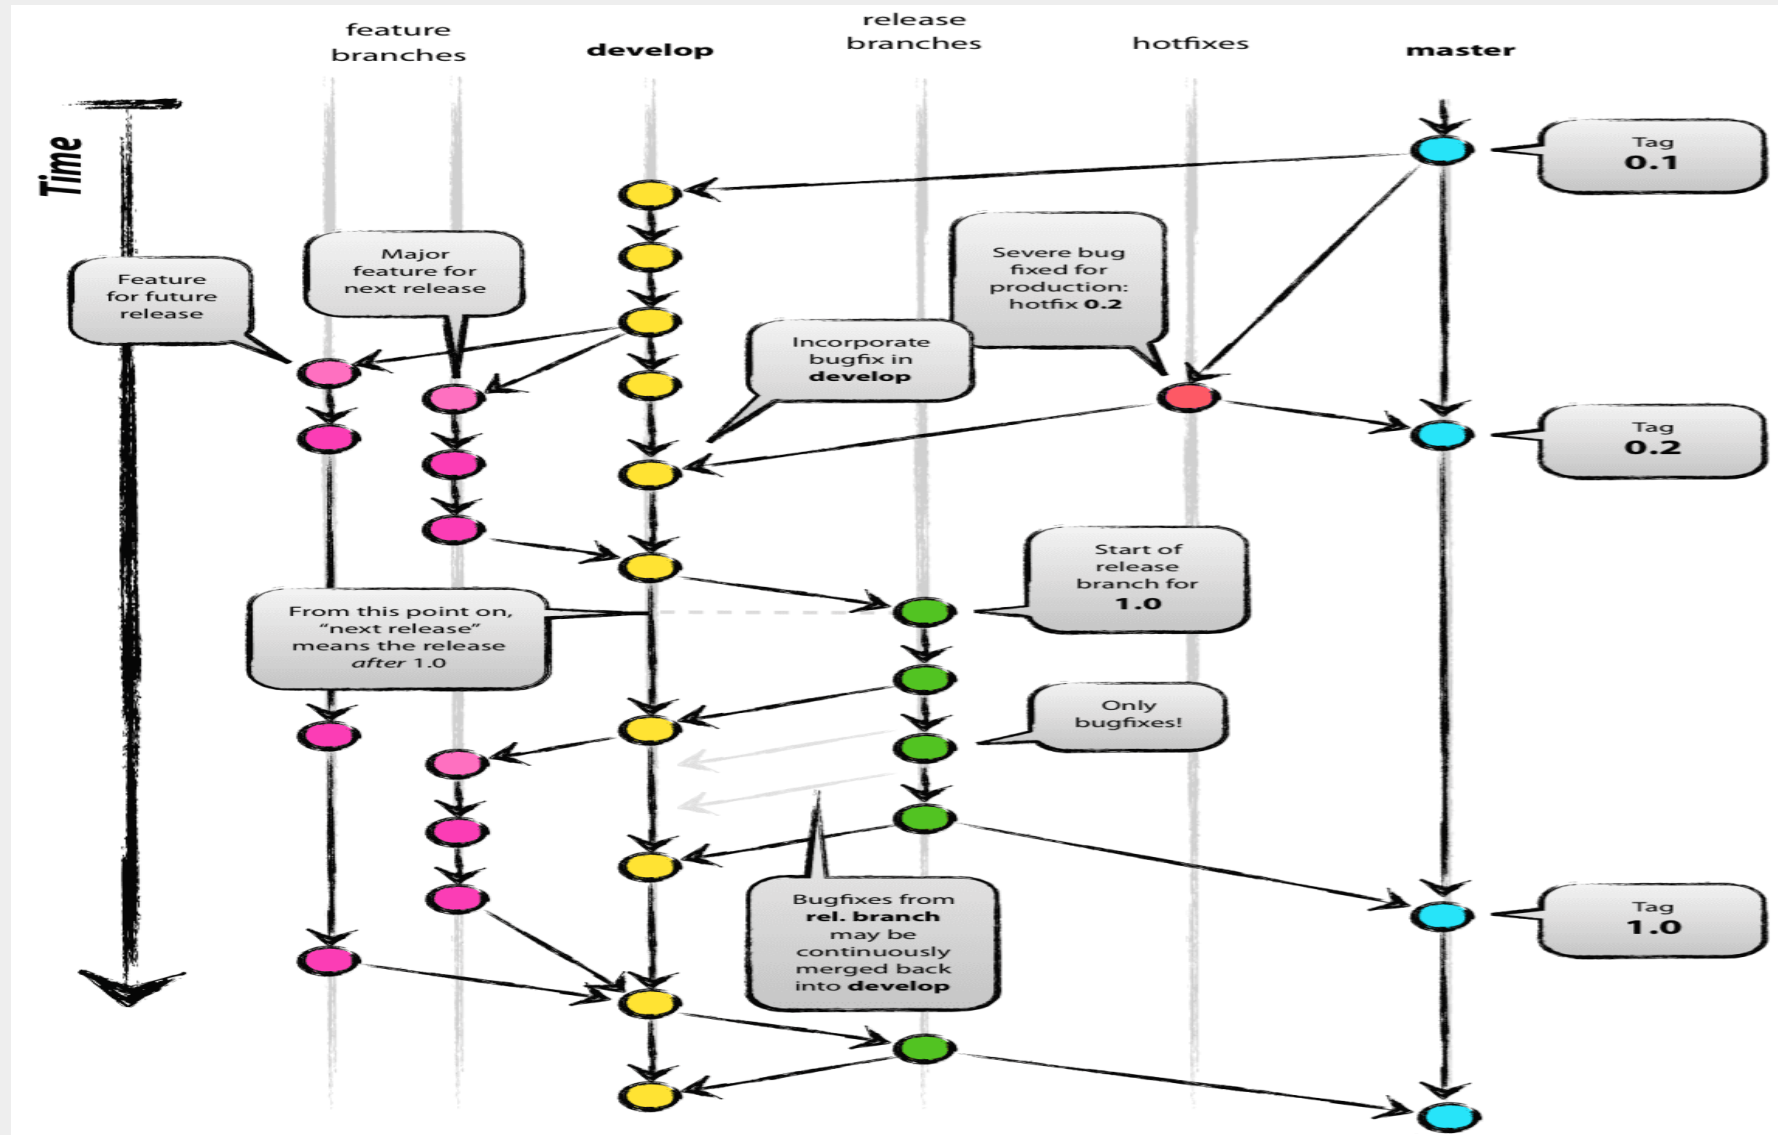 feature
branches
develop
release
branches
hotfixes
master
Time
Tag
0.1
Feature
for future
release
Major
feature for
next release
Severe bug
fixed for
production:
hotfix 0.2
Incorporate
bugfix in
develop
Tag
0.2
Start of
release
branch for
1.0
From this point on,
“next release”
means the release
after 1.0
Only
bugfixes!
Bugfixes from
rel. branch
may be
continuously
merged back
into develop
Tag
1.0